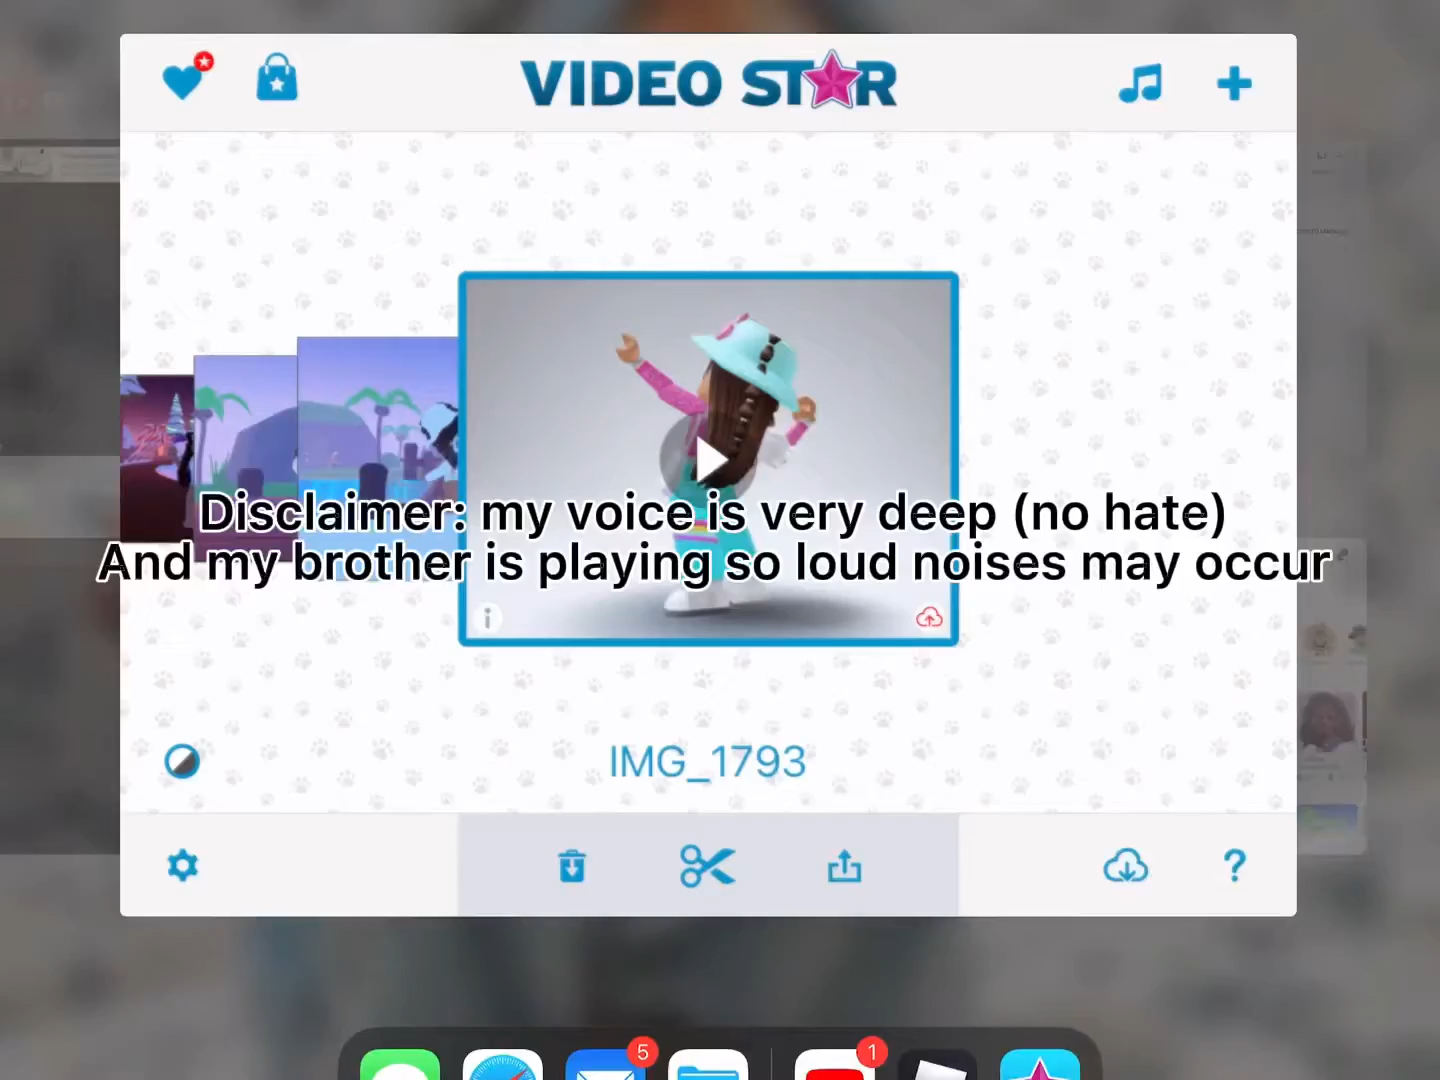 VIDEO STAR
Disclaimer: my voice is very deep (no hate)
And my brother is playing so loud noises may occur
i
IMG_1793
?
5
1